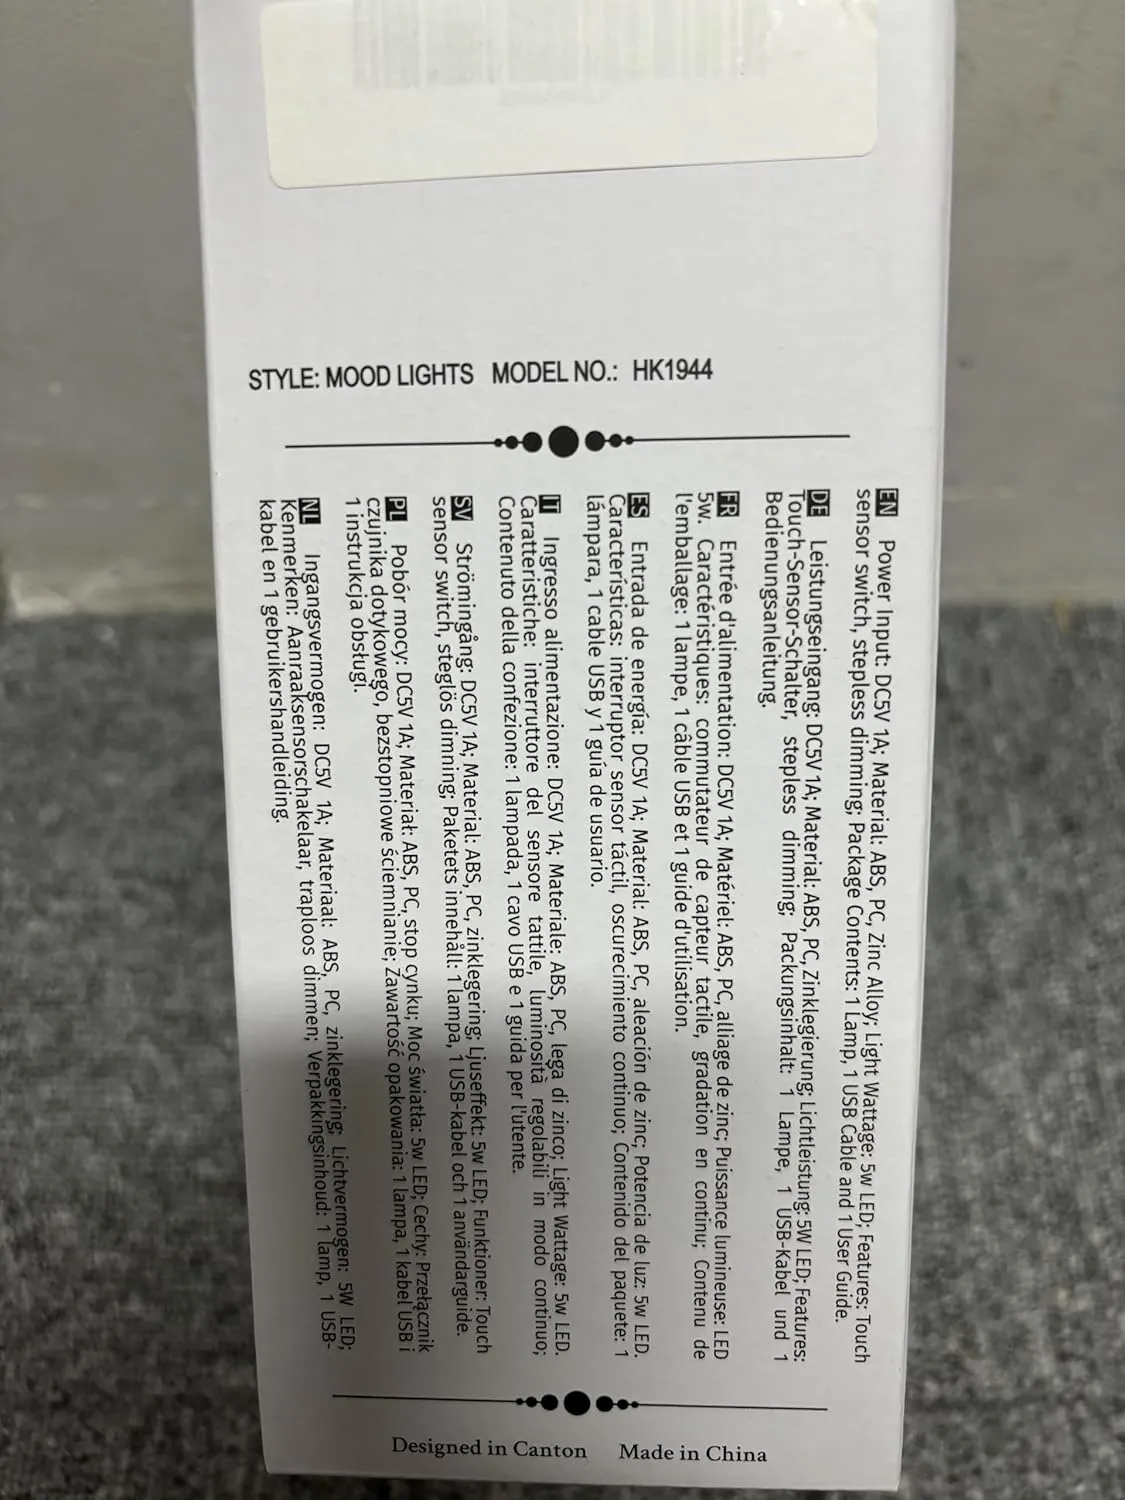 STYLE: MOOD LIGHTS MODEL NO.: HK1944
EN Power Input: DC5V 1A; Material: ABS, PC, Zinc Alloy; Light Wattage: 5w LED; Features: Touch
sensor switch, stepless dimming; Package Contents: 1 Lamp, 1 USB Cable and 1 User Guide.
DE Leistungseingang: DC5V 1A; Material: ABS, PC, Zinklegierung; Lichtleistung: 5W LED; Features:
Touch-Sensor-Schalter, stepless dimming; Packungsinhalt: 1 Lampe, 1 USB-Kabel und 1
Bedienungsanleitung.
FR Entrée d'alimentation: DC5V 1A; Matériel: ABS, PC, alliage de zinc; Puissance lumineuse: LED
5w. Caractéristiques: commutateur de capteur tactile, gradation en continu; Contenu de
l'emballage: 1 lampe, 1 câble USB et 1 guide d'utilisation.
ES Entrada de energía: DC5V 1A; Material: ABS, PC, aleación de zinc; Potencia de luz: 5w LED.
Características: interruptor sensor táctil, oscurecimiento continuo; Contenido del paquete: 1
lámpara, 1 cable USB y 1 guía de usuario.
IT Ingresso alimentazione: DC5V 1A; Materiale: ABS, PC, lega di zinco; Light Wattage: 5w LED.
Caratteristiche: interruttore del sensore tattile, luminosità regolabili in modo continuo;
Contenuto della confezione: 1 lampada, 1 cavo USB e 1 guida per l'utente.
SV Strömingång: DC5V 1A; Material: ABS, PC, zinklegering; Ljuseffekt: 5w LED; Funktioner: Touch
sensor switch, steglös dimming; Paketets innehåll: 1 lampa, 1 USB-kabel och 1 användarguide.
PL Pobór mocy: DC5V 1A; Materiał: ABS, PC, stop cynku; Moc światła: 5w LED; Cechy: Przełącznik
czujnika dotykowego, bezstopniowe ściemnianie; Zawartość opakowania: 1 lampa, 1 kabel USB i
1 instrukcja obsługi.
NL Ingangsvermogen: DC5V 1A; Materiaal: ABS, PC, zinklegering; Lichtvermogen: 5W LED;
Kenmerken: Aanraaksensorschakelaar, traploos dimmen; Verpakkingsinhoud: 1 lamp, 1 USB-
kabel en 1 gebruikershandleiding.
Designed in Canton Made in China